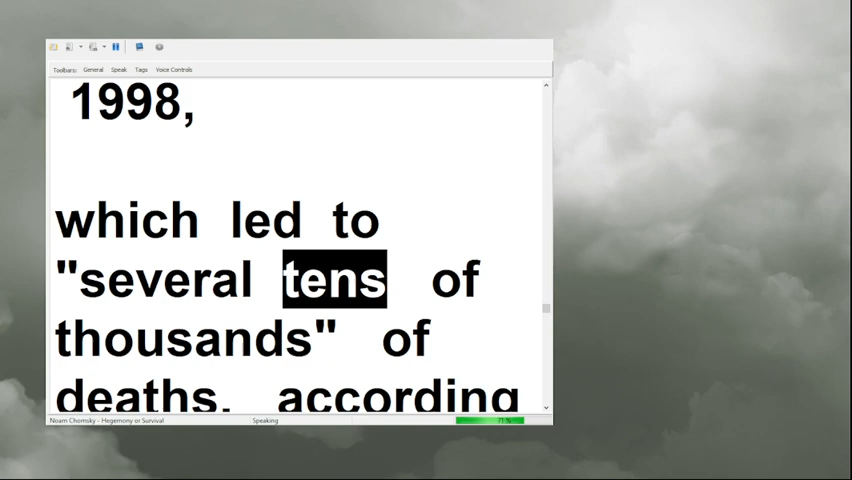 Toolbars: General Speak Tags Voice Controls
1998,
which led to
"several tens of
thousands" of
deaths, according
Noam Chomsky - Hegemony or Survival Speaking 71%